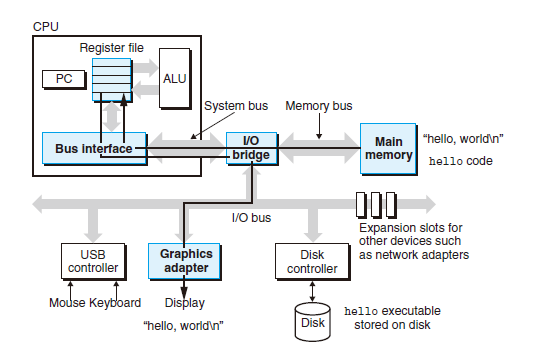 CPU
Register file
PC
ALU
System bus
Memory bus
Bus interface
I/O
bridge
Main
memory
"hello, world\n"
hello code
I/O bus
Expansion slots for
other devices such
as network adapters
USB
controller
Graphics
adapter
Disk
controller
Mouse Keyboard
Display
"hello, world\n"
Disk
hello executable
stored on disk